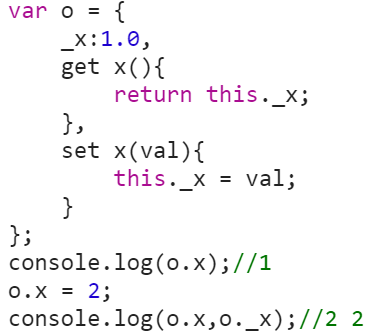 var o = {
    _x:1.0,
    get x(){
        return this._x;
    },
    set x(val){
        this._x = val;
    }
};
console.log(o.x);//1
o.x = 2;
console.log(o.x,o._x);//2 2